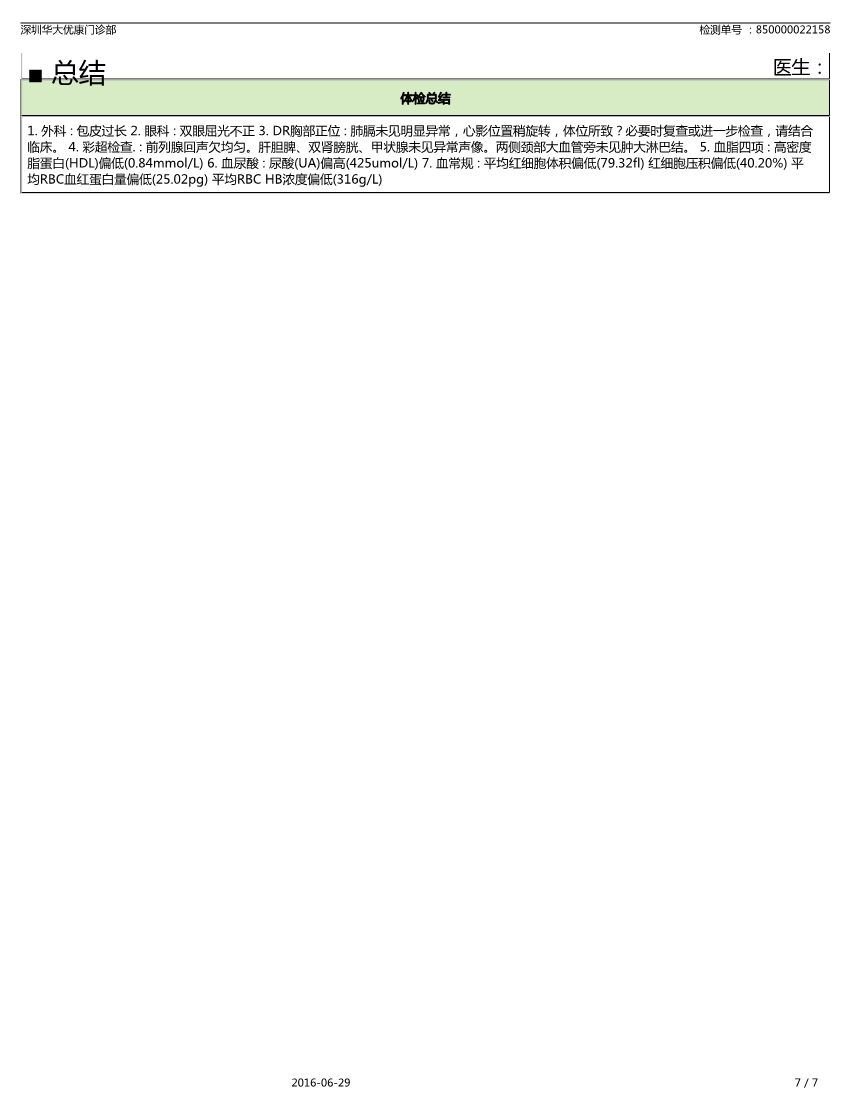 深圳华大优康门诊部
检测单号 ：850000022158
■ 总结
医生：
体检总结
1. 外科：包皮过长 2. 眼科：双眼屈光不正 3. DR胸部正位：肺膈未见明显异常，心影位置稍旋转，体位所致？必要时复查或进一步检查，请结合
临床。 4. 彩超检查.：前列腺回声欠均匀。肝胆脾、双肾膀胱、甲状腺未见异常声像。两侧颈部大血管旁未见肿大淋巴结。 5. 血脂四项：高密度
脂蛋白(HDL)偏低(0.84mmol/L) 6. 血尿酸：尿酸(UA)偏高(425umol/L) 7. 血常规：平均红细胞体积偏低(79.32fl) 红细胞压积偏低(40.20%) 平
均RBC血红蛋白量偏低(25.02pg) 平均RBC HB浓度偏低(316g/L)
2016-06-29
7 / 7